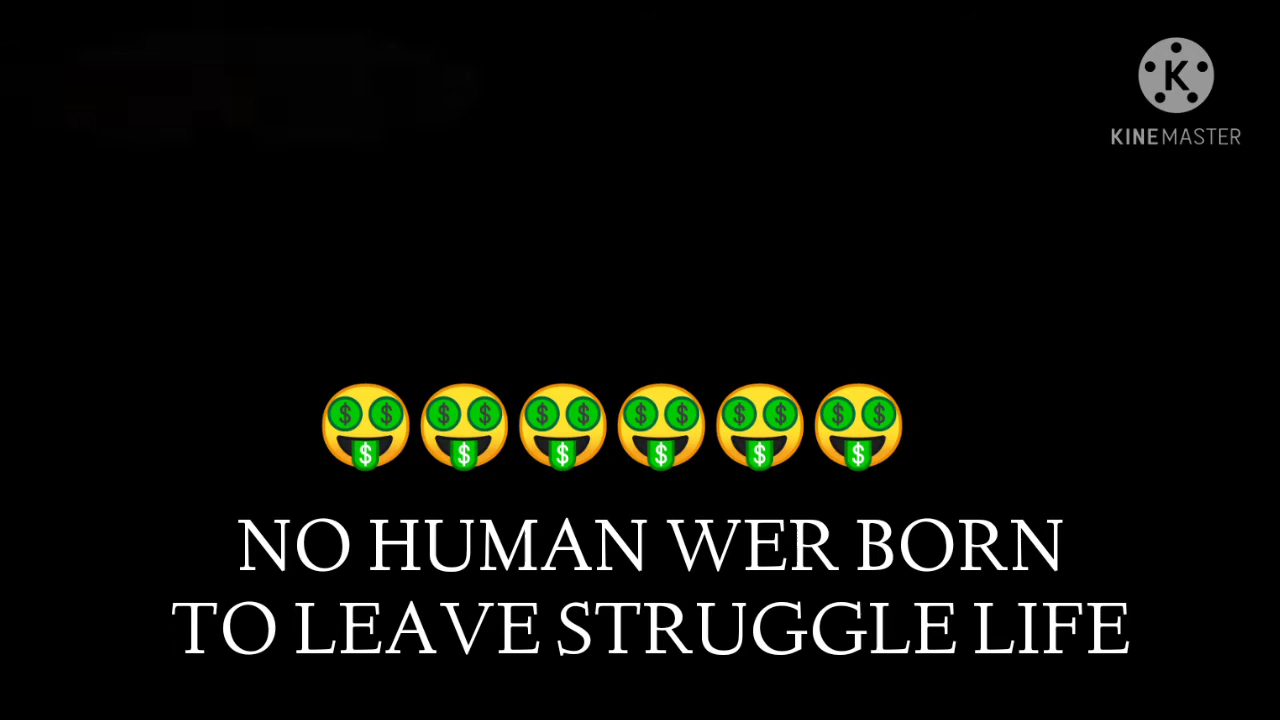 K
KINEMASTER
🤑🤑🤑🤑🤑🤑
NO HUMAN WER BORN
TO LEAVE STRUGGLE LIFE